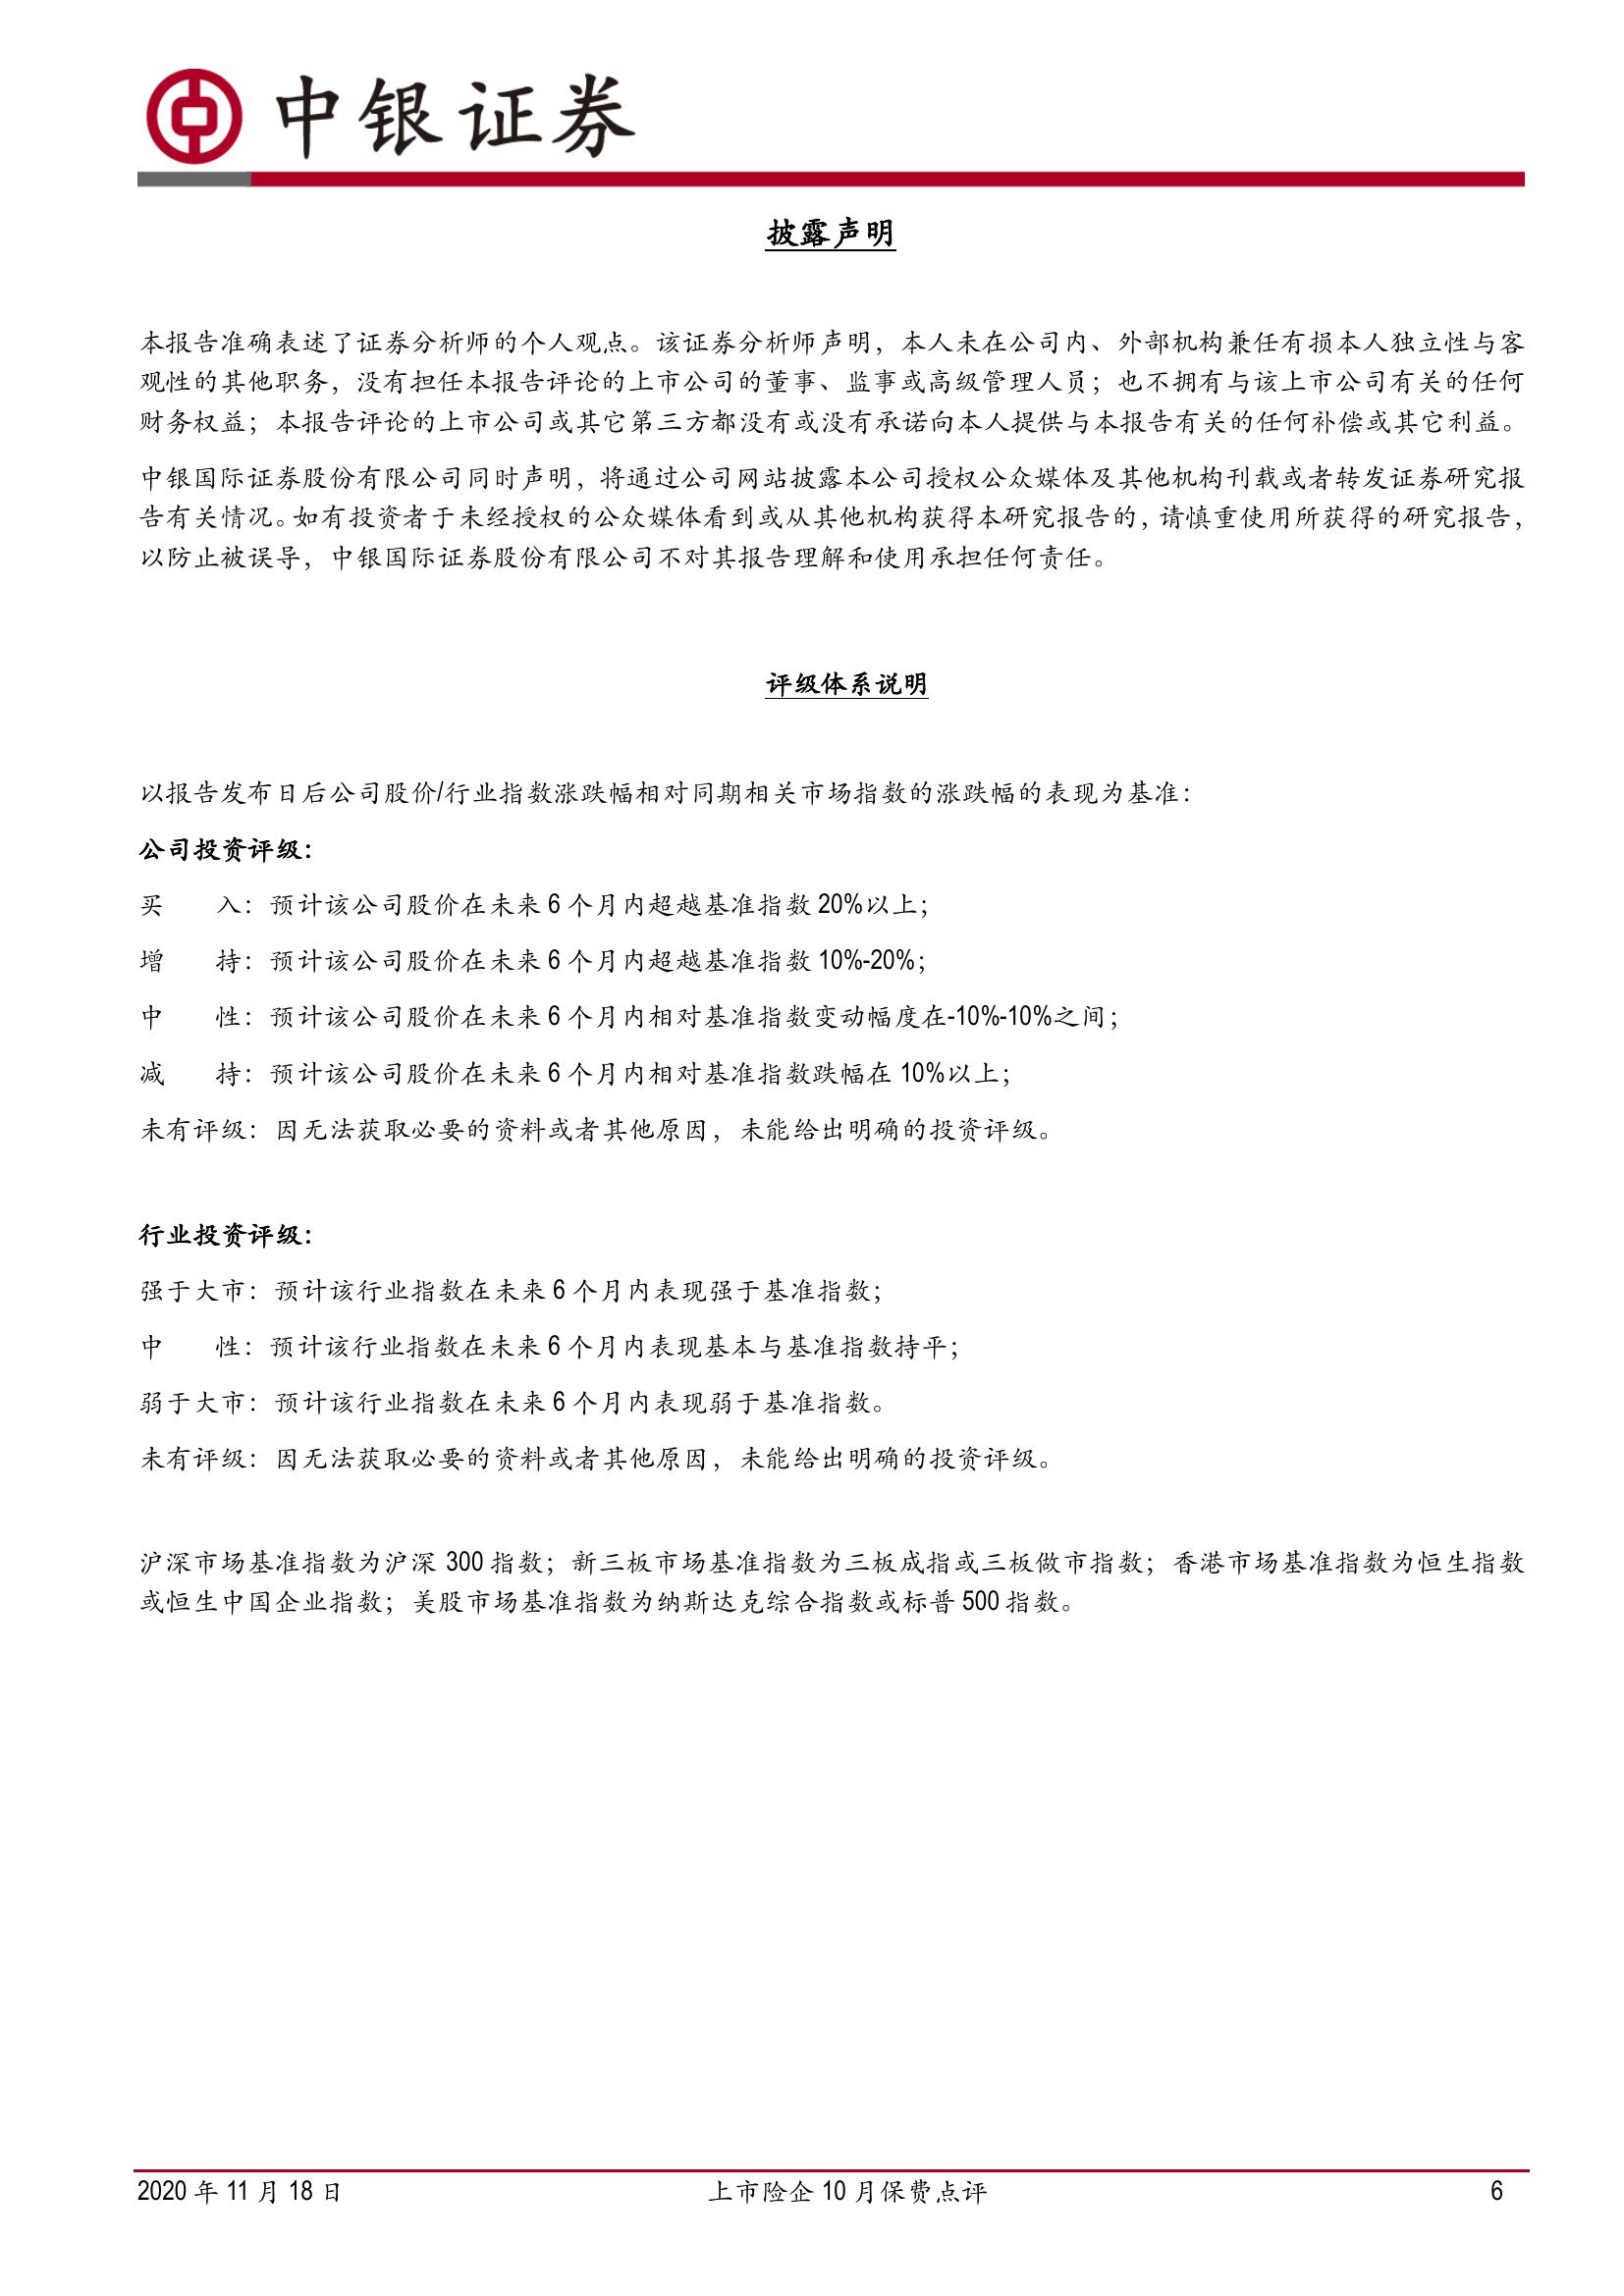 中银证券
披露声明
本报告准确表述了证券分析师的个人观点。该证券分析师声明，本人未在公司内、外部机构兼任有损本人独立性与客
观性的其他职务，没有担任本报告评论的上市公司的董事、监事或高级管理人员；也不拥有与该上市公司有关的任何
财务权益；本报告评论的上市公司或其它第三方都没有或没有承诺向本人提供与本报告有关的任何补偿或其它利益。
中银国际证券股份有限公司同时声明，将通过公司网站披露本公司授权公众媒体及其他机构刊载或者转发证券研究报
告有关情况。如有投资者于未经授权的公众媒体看到或从其他机构获得本研究报告的，请慎重使用所获得的研究报告，
以防止被误导，中银国际证券股份有限公司不对其报告理解和使用承担任何责任。
评级体系说明
以报告发布日后公司股价/行业指数涨跌幅相对同期相关市场指数的涨跌幅的表现为基准：
公司投资评级：
买　　入：预计该公司股价在未来 6 个月内超越基准指数 20%以上；
增　　持：预计该公司股价在未来 6 个月内超越基准指数 10%-20%；
中　　性：预计该公司股价在未来 6 个月内相对基准指数变动幅度在-10%-10%之间；
减　　持：预计该公司股价在未来 6 个月内相对基准指数跌幅在 10%以上；
未有评级：因无法获取必要的资料或者其他原因，未能给出明确的投资评级。
行业投资评级：
强于大市：预计该行业指数在未来 6 个月内表现强于基准指数；
中　　性：预计该行业指数在未来 6 个月内表现基本与基准指数持平；
弱于大市：预计该行业指数在未来 6 个月内表现弱于基准指数。
未有评级：因无法获取必要的资料或者其他原因，未能给出明确的投资评级。
沪深市场基准指数为沪深 300 指数；新三板市场基准指数为三板成指或三板做市指数；香港市场基准指数为恒生指数
或恒生中国企业指数；美股市场基准指数为纳斯达克综合指数或标普 500 指数。
2020 年 11 月 18 日　上市险企 10 月保费点评　6